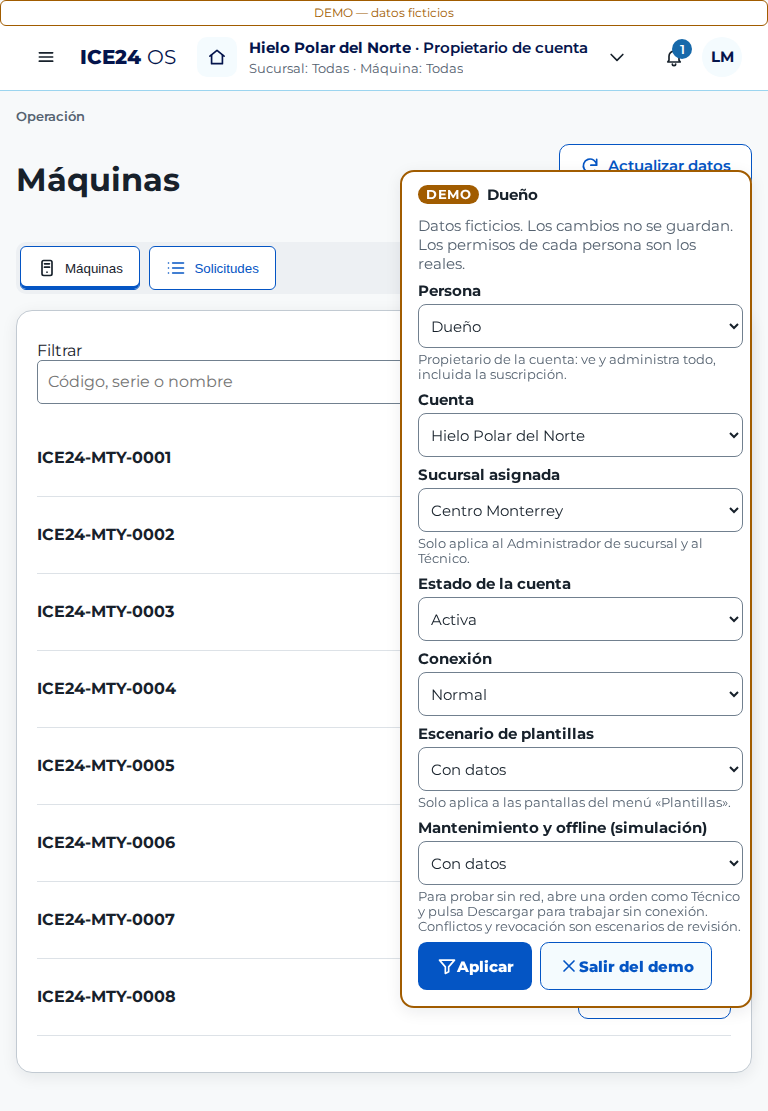 DEMO — datos ficticios
ICE24 OS
Hielo Polar del Norte · Propietario de cuenta
Sucursal: Todas · Máquina: Todas
1
LM
Operación
Máquinas
Actualizar datos
Máquinas
Solicitudes
Filtrar
Código, serie o nombre
ICE24-MTY-0001
ICE24-MTY-0002
ICE24-MTY-0003
ICE24-MTY-0004
ICE24-MTY-0005
ICE24-MTY-0006
ICE24-MTY-0007
ICE24-MTY-0008
DEMO Dueño
Datos ficticios. Los cambios no se guardan.
Los permisos de cada persona son los
reales.
Persona
Dueño
Propietario de la cuenta: ve y administra todo,
incluida la suscripción.
Cuenta
Hielo Polar del Norte
Sucursal asignada
Centro Monterrey
Solo aplica al Administrador de sucursal y al
Técnico.
Estado de la cuenta
Activa
Conexión
Normal
Escenario de plantillas
Con datos
Solo aplica a las pantallas del menú «Plantillas».
Mantenimiento y offline (simulación)
Con datos
Para probar sin red, abre una orden como Técnico
y pulsa Descargar para trabajar sin conexión.
Conflictos y revocación son escenarios de revisión.
Aplicar
Salir del demo